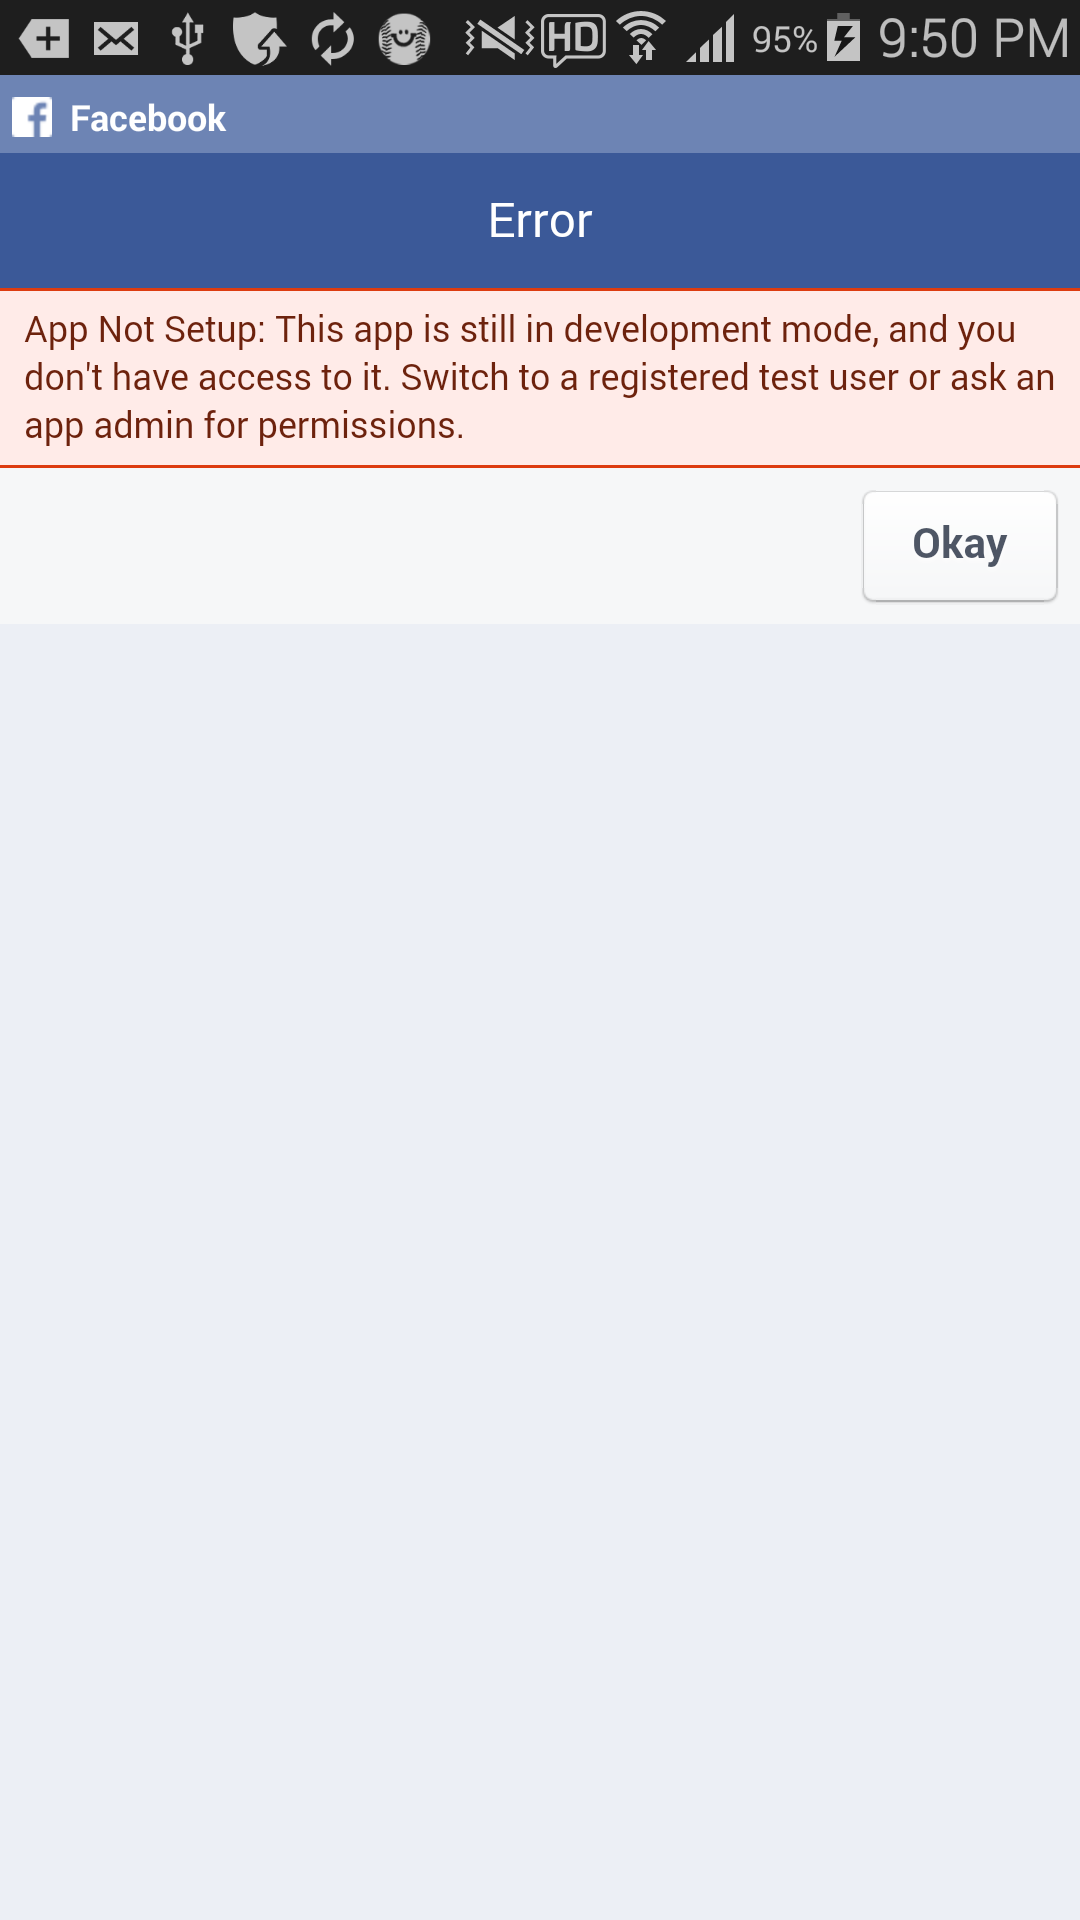 HD 95% 9:50 PM
Facebook
Error
App Not Setup: This app is still in development mode, and you
don't have access to it. Switch to a registered test user or ask an
app admin for permissions.
Okay